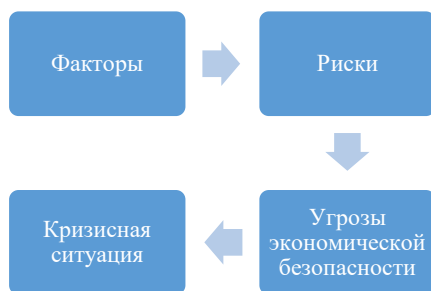 Факторы
Риски
Угрозы
экономической
безопасности
Кризисная
ситуация